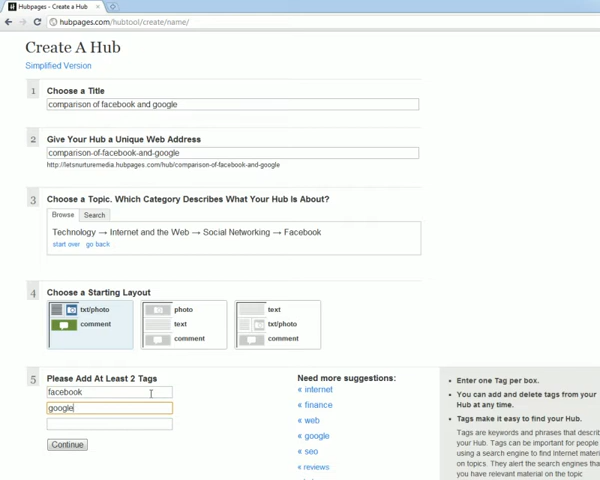 Hubpages - Create a Hub
hubpages.com/hubtool/create/name/
Create A Hub
Simplified Version
1 Choose a Title
comparison of facebook and google
2 Give Your Hub a Unique Web Address
comparison-of-facebook-and-google
http://letsnurturemedia.hubpages.com/hub/comparison-of-facebook-and-google
3 Choose a Topic. Which Category Describes What Your Hub Is About?
Browse Search
Technology → Internet and the Web → Social Networking → Facebook
start over go back
4 Choose a Starting Layout
txt/photo
comment
photo
text
comment
text
txt/photo
comment
5 Please Add At Least 2 Tags
facebook
google
Continue
Need more suggestions:
« internet
« finance
« web
« google
« seo
« reviews
• Enter one Tag per box.
• You can add and delete tags from your
Hub at any time.
• Tags make it easy to find your Hub.
Tags are keywords and phrases that describ
your Hub. Tags can be important for people
using a search engine to find Internet materi
on topics. They alert the search engines tha
you have relevant material on the topic